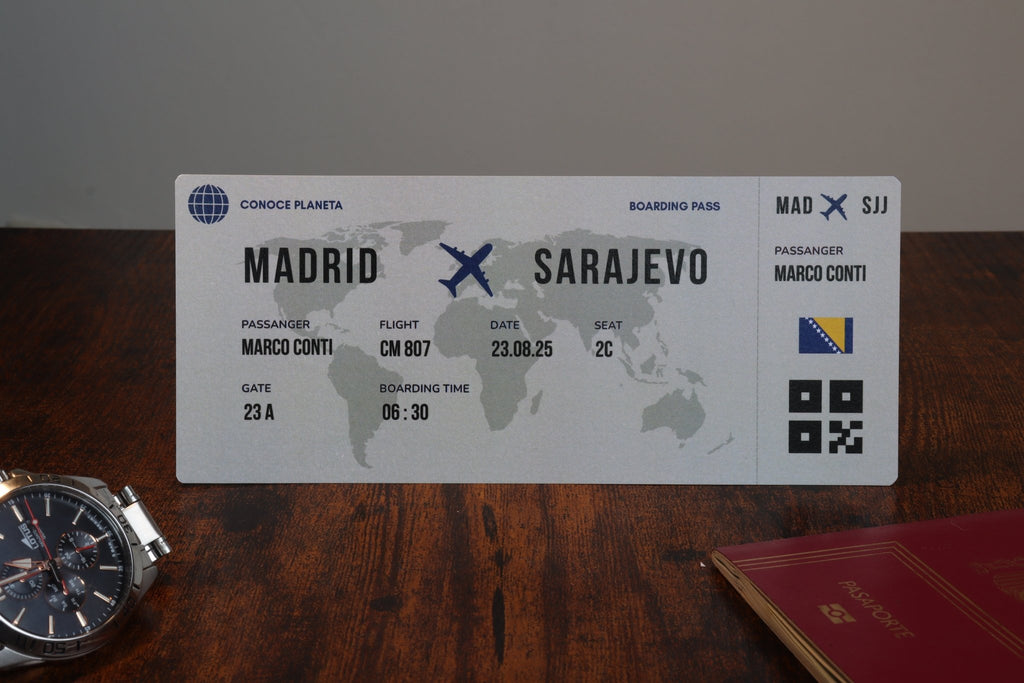 CONOCE PLANETA
BOARDING PASS
MADRID
SARAJEVO
PASSANGER
FLIGHT
DATE
SEAT
MARCO CONTI
CM 807
23.08.25
2C
GATE
BOARDING TIME
23 A
06 : 30
MAD
SJJ
PASSANGER
MARCO CONTI
LOTUS
PASAPORTE